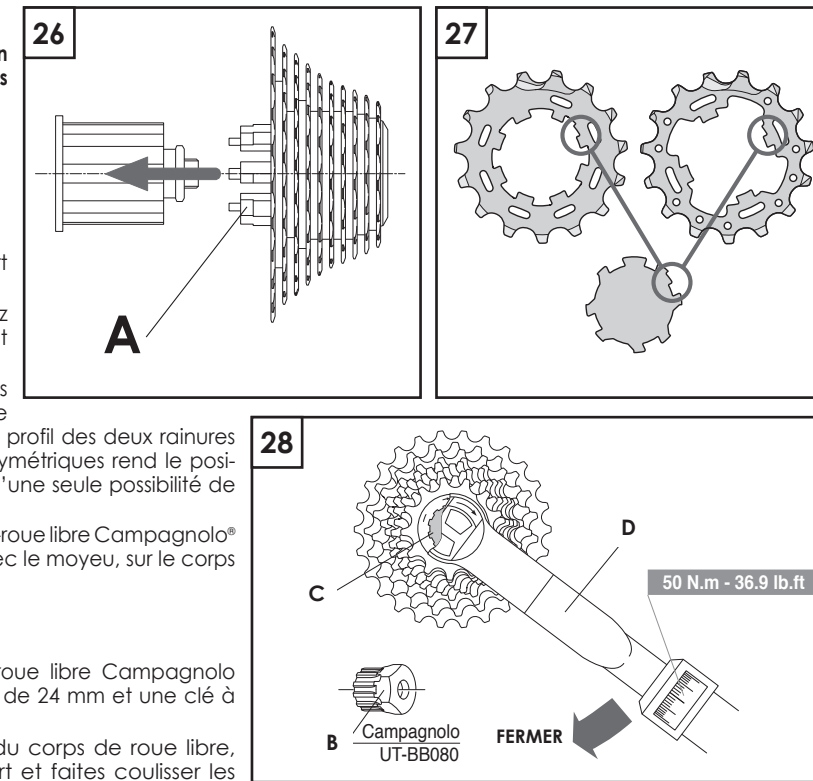 26
27
n
s
A
rt
z
t
s
e
profil des deux rainures
ymétriques rend le posi-
'une seule possibilité de
-roue libre Campagnolo®
ec le moyeu, sur le corps
roue libre Campagnolo
de 24 mm et une clé à
du corps de roue libre,
rt et faites coulisser les
28
C
D
50 N.m - 36.9 lb.ft
B
Campagnolo
UT-BB080
FERMER